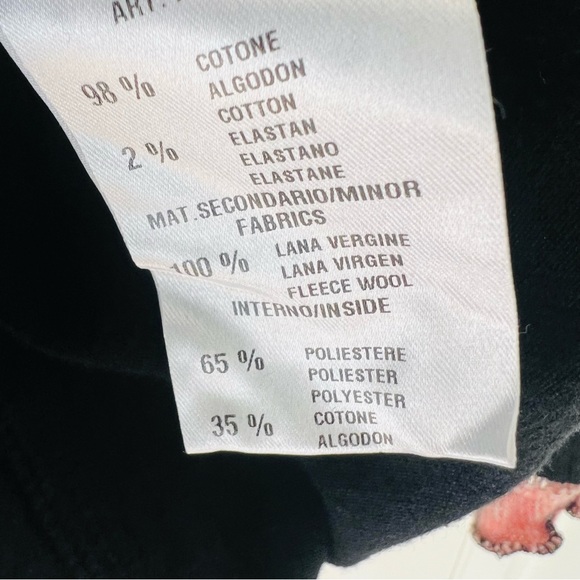 ART.
98 % COTONE
ALGODON
COTTON
2 % ELASTAN
ELASTANO
ELASTANE
MAT.SECONDARIO/MINOR
FABRICS
100 % LANA VERGINE
LANA VIRGEN
FLEECE WOOL
INTERNO/INSIDE
65 % POLIESTERE
POLIESTER
POLYESTER
35 % COTONE
ALGODON